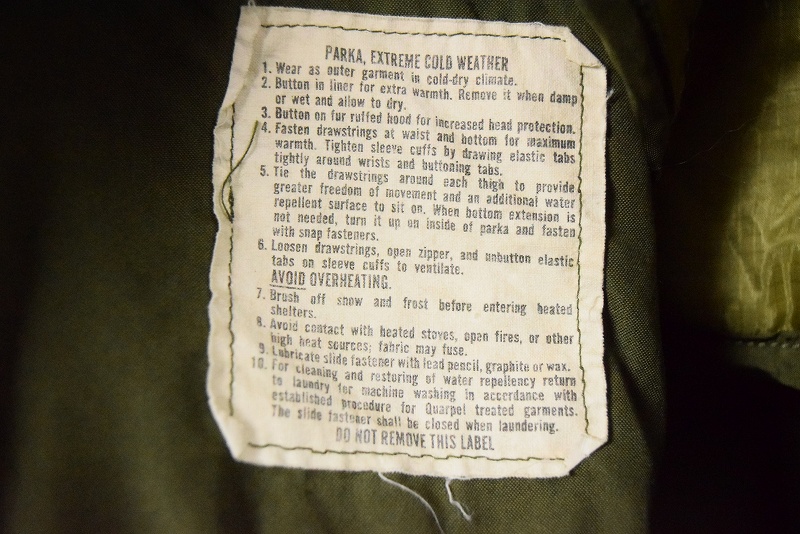 PARKA, EXTREME COLD WEATHER
1. Wear as outer garment in cold-dry climate.
2. Button in liner for extra warmth. Remove it when damp
or wet and allow to dry.
3. Button on fur ruffed hood for increased head protection.
4. Fasten drawstrings at waist and bottom for maximum
warmth. Tighten sleeve cuffs by drawing elastic tabs
tightly around wrists and buttoning tabs.
5. Tie the drawstrings around each thigh to provide
greater freedom of movement and an additional water
repellent surface to sit on. When bottom extension is
not needed, turn it up on inside of parka and fasten
with snap fasteners.
6. Loosen drawstrings, open zipper, and unbutton elastic
tabs on sleeve cuffs to ventilate.
AVOID OVERHEATING.
7. Brush off snow and frost before entering heated
shelters.
8. Avoid contact with heated stoves, open fires, or other
high heat sources; fabric may fuse.
9. Lubricate slide fastener with lead pencil, graphite or wax.
10. For cleaning and restoring of water repellency return
to laundry for machine washing in accordance with
established procedure for Quarpel treated garments.
The slide fastener shall be closed when laundering.
DO NOT REMOVE THIS LABEL